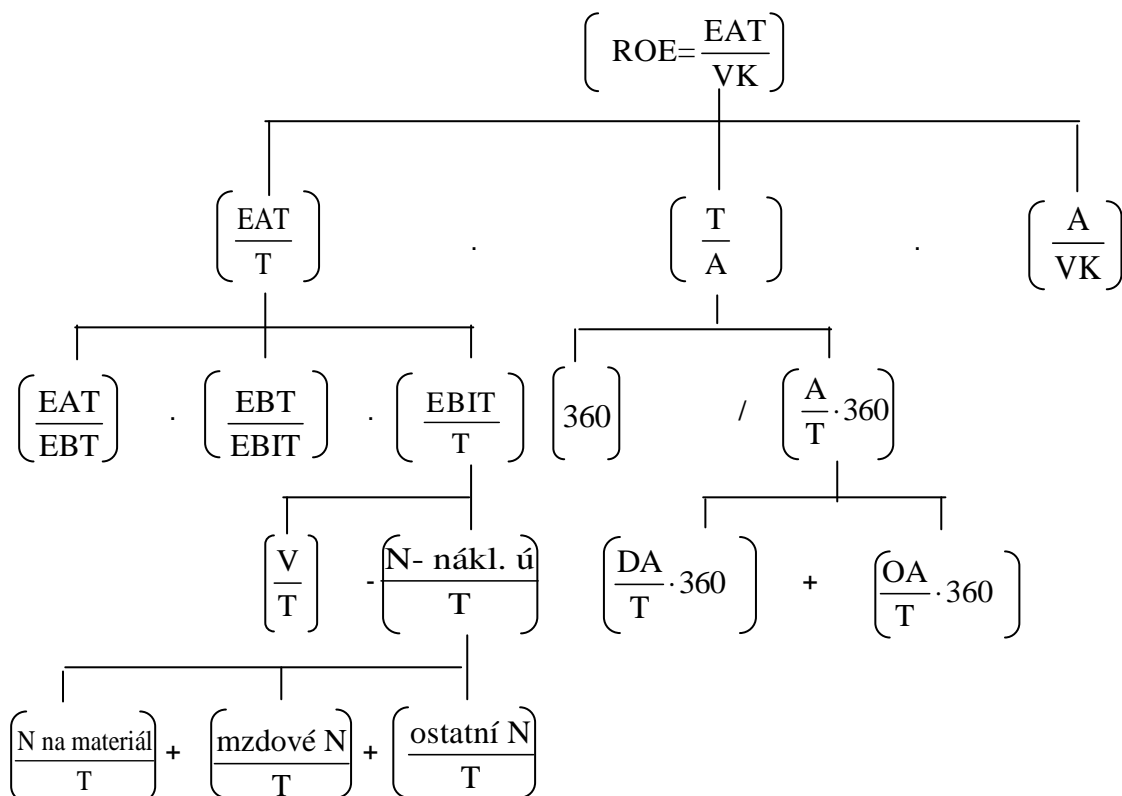 ROE= EAT
VK
EAT
T
.
T
A
.
A
VK
EAT
EBT
.
EBT
EBIT
.
EBIT
T
360
/
A
T
·360
V
T
-
N- nákl. ú
T
DA
T
·360
+
OA
T
·360
N na materiál
T
+
mzdové N
T
+
ostatní N
T